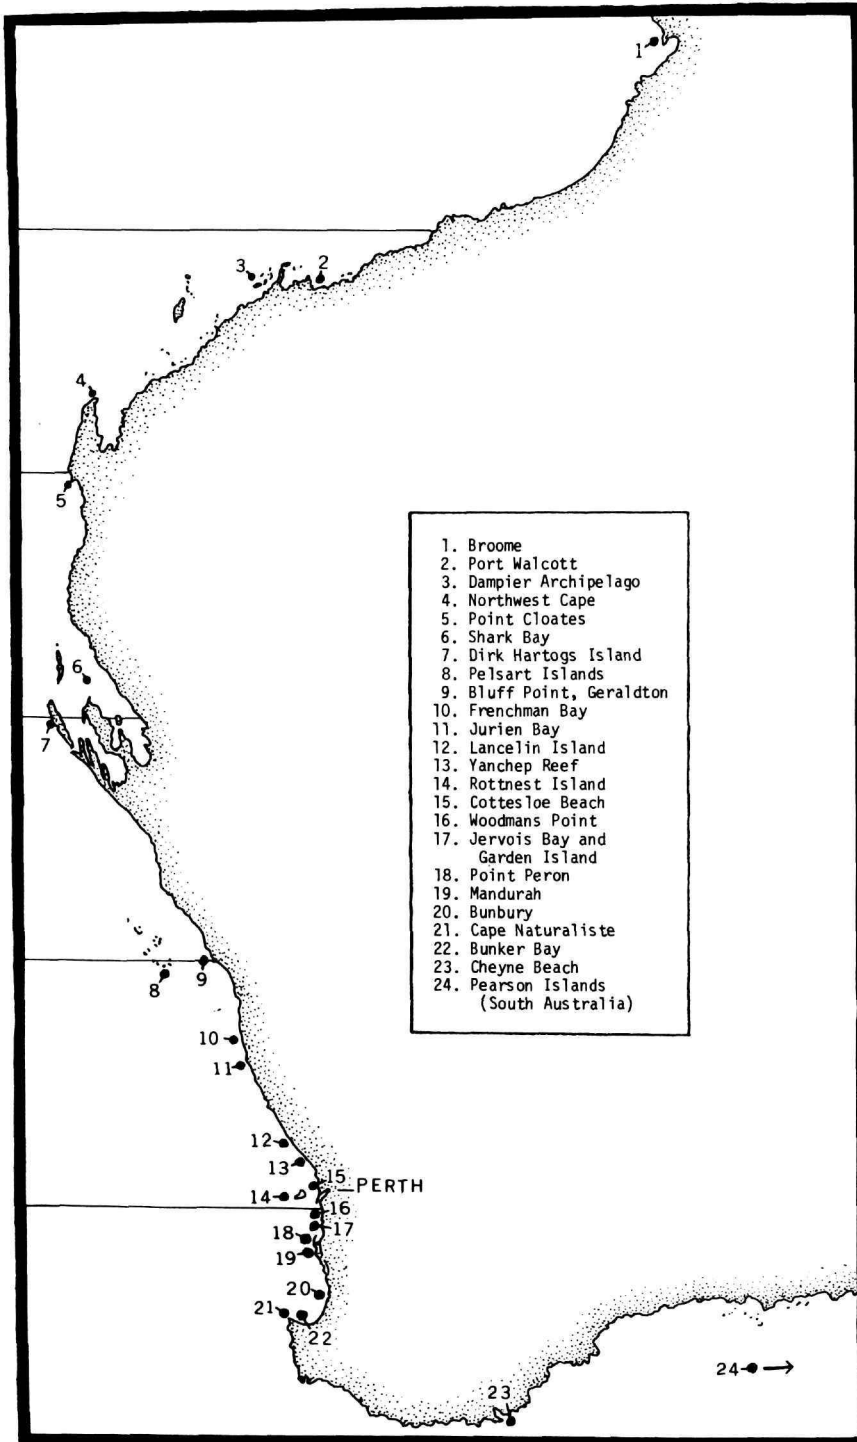 1
2
3
4
5
6
7
8
9
10
11
12
13
14
15
PERTH
16
17
18
19
20
21
22
23
24
1. Broome
2. Port Walcott
3. Dampier Archipelago
4. Northwest Cape
5. Point Cloates
6. Shark Bay
7. Dirk Hartogs Island
8. Pelsart Islands
9. Bluff Point, Geraldton
10. Frenchman Bay
11. Jurien Bay
12. Lancelin Island
13. Yanchep Reef
14. Rottnest Island
15. Cottesloe Beach
16. Woodmans Point
17. Jervois Bay and
Garden Island
18. Point Peron
19. Mandurah
20. Bunbury
21. Cape Naturaliste
22. Bunker Bay
23. Cheyne Beach
24. Pearson Islands
(South Australia)